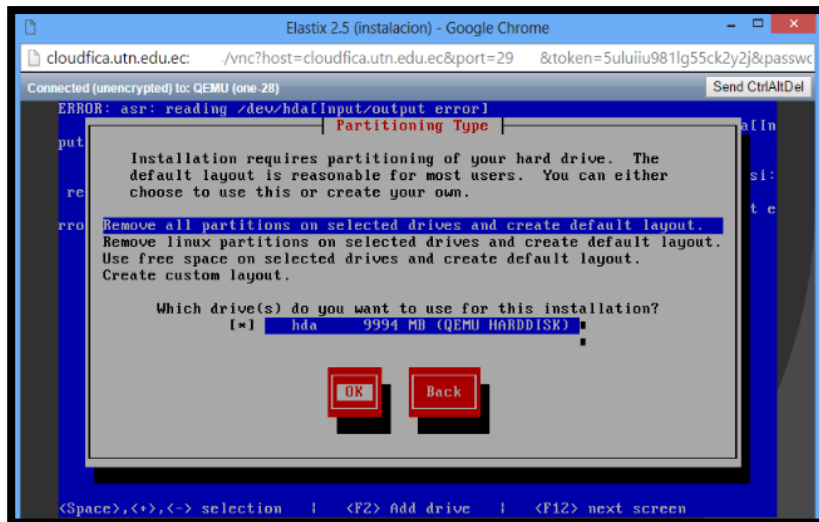 Elastix 2.5 (instalacion) - Google Chrome
cloudfica.utn.edu.ec: /vnc?host=cloudfica.utn.edu.ec&port=29 &token=5uluiiu981lg55ck2y2j&passwc
Connected (unencrypted) to: QEMU (one-28)
Send CtrlAltDel
ERROR: asr: reading /dev/hda[Input/output error]
Partitioning Type
a[In
put
Installation requires partitioning of your hard drive. The
default layout is reasonable for most users. You can either
si:
re
choose to use this or create your own.
t e
rro
Remove all partitions on selected drives and create default layout.
Remove linux partitions on selected drives and create default layout.
Use free space on selected drives and create default layout.
Create custom layout.
Which drive(s) do you want to use for this installation?
[*] hda 9994 MB (QEMU HARDDISK)
OK
Back
<Space>,<+>,<-> selection | <F2> Add drive | <F12> next screen